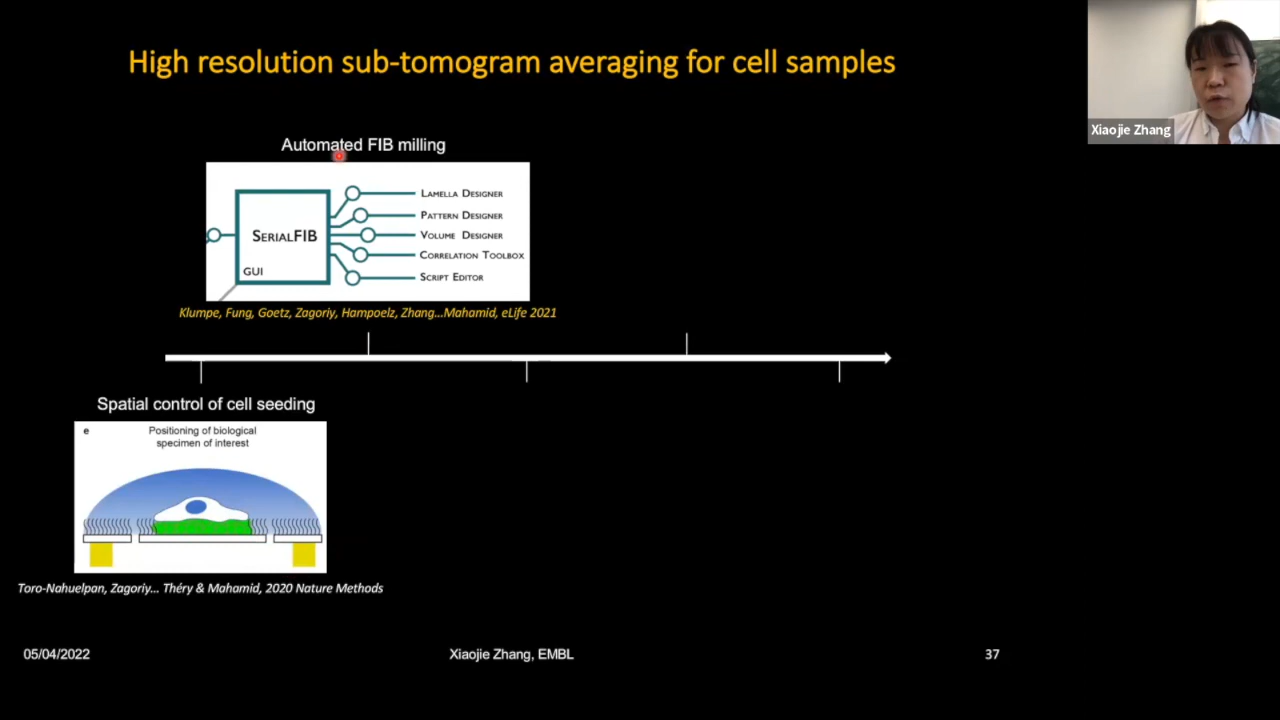 High resolution sub-tomogram averaging for cell samples
Xiaojie Zhang
Automated FIB milling
SERIALFIB
GUI
LAMELLA DESIGNER
PATTERN DESIGNER
VOLUME DESIGNER
CORRELATION TOOLBOX
SCRIPT EDITOR
Klumpe, Fung, Goetz, Zagoriy, Hampoelz, Zhang...Mahamid, eLife 2021
Spatial control of cell seeding
e
Positioning of biological
specimen of interest
Toro-Nahuelpan, Zagoriy... Théry & Mahamid, 2020 Nature Methods
05/04/2022
Xiaojie Zhang, EMBL
37